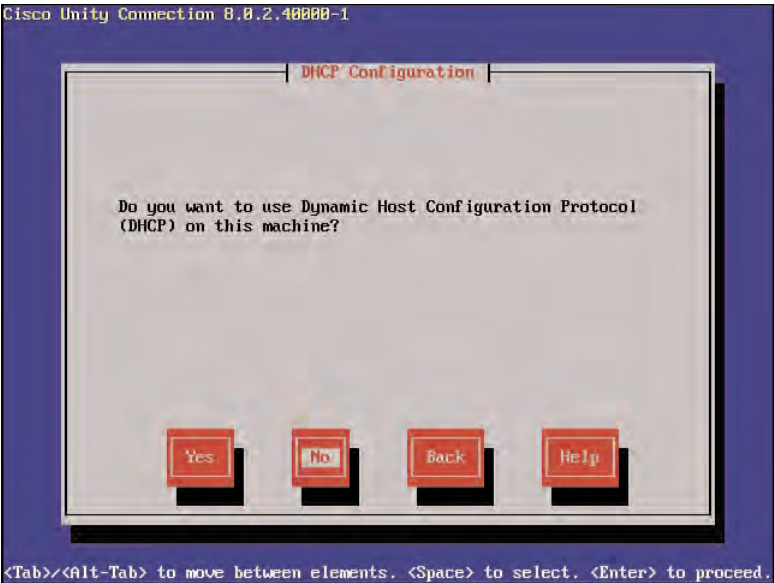 Cisco Unity Connection 8.0.2.40000-1
DHCP Configuration
Do you want to use Dynamic Host Configuration Protocol
(DHCP) on this machine?
Yes No Back Help
<Tab>/<Alt-Tab> to move between elements. <Space> to select. <Enter> to proceed.